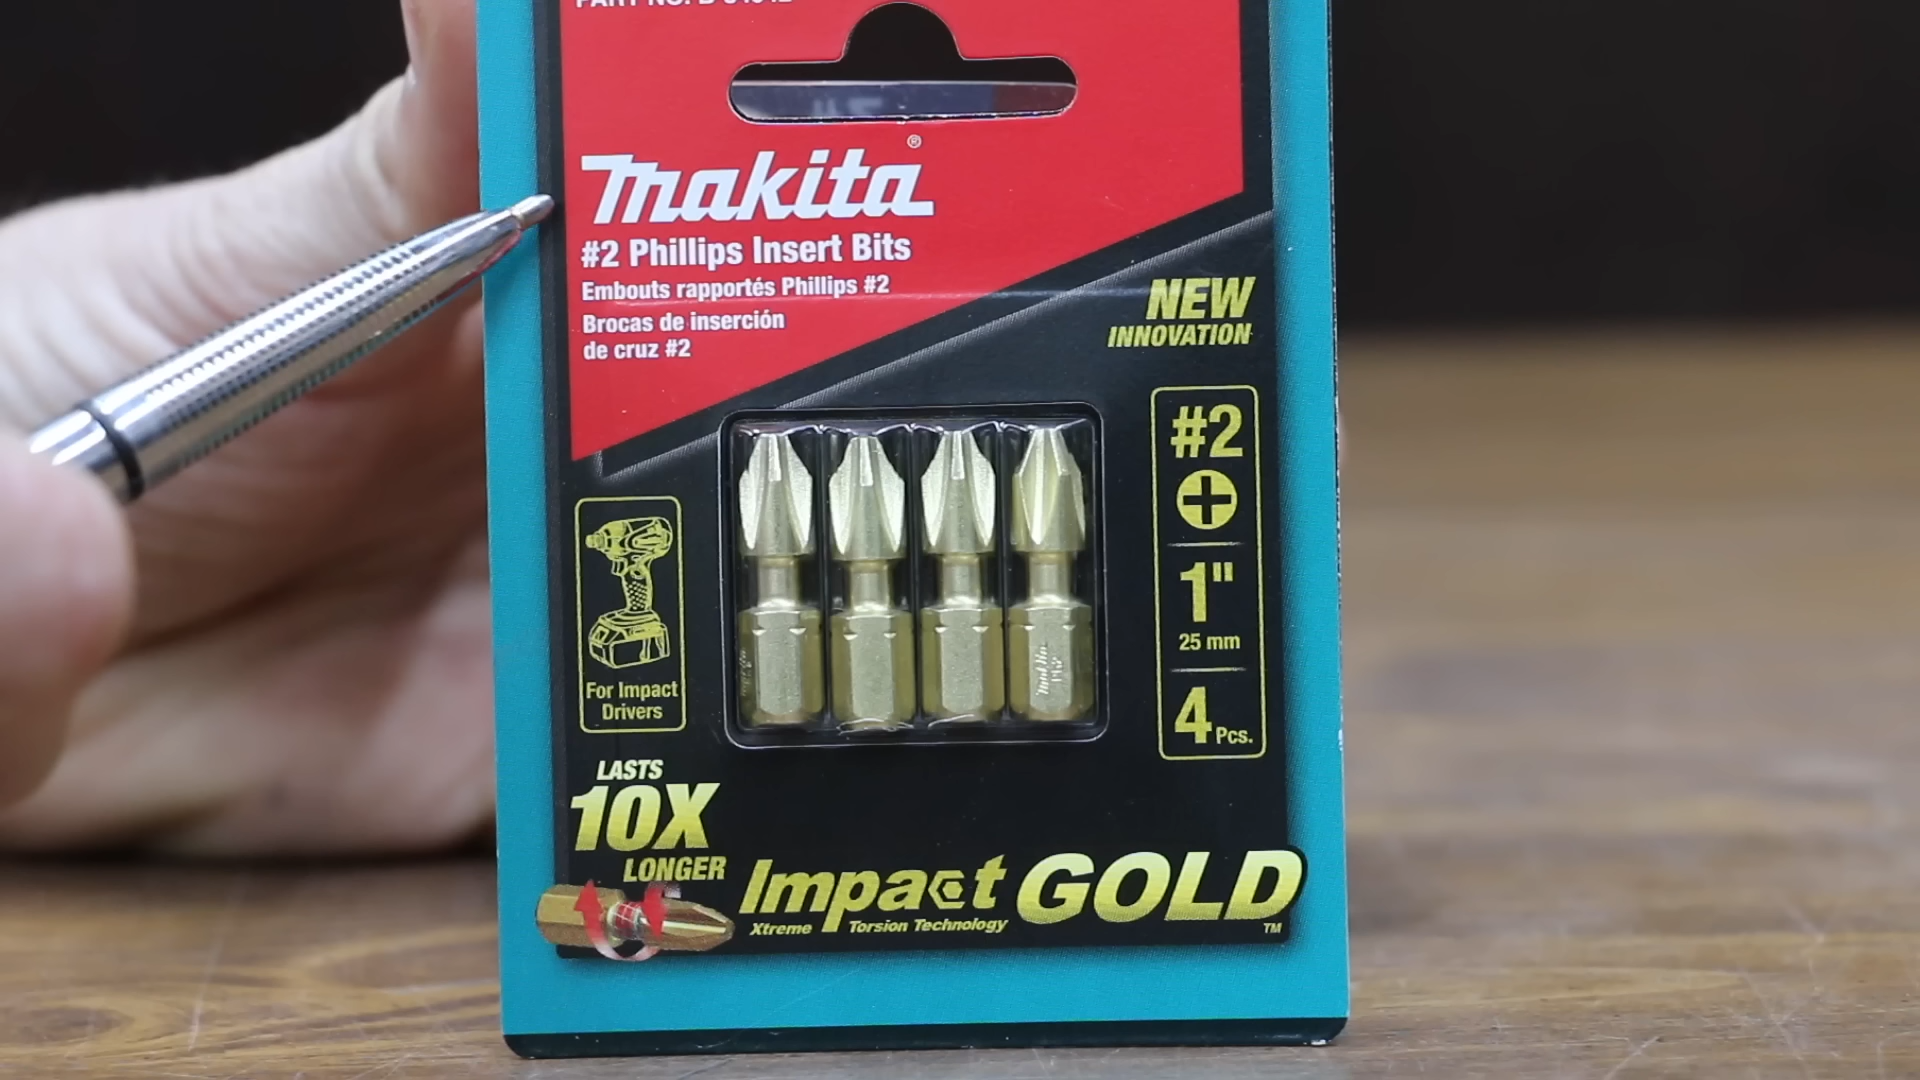 Makita®
#2 Phillips Insert Bits
Embouts rapportés Phillips #2
Brocas de inserción
de cruz #2
NEW
INNOVATION
#2
1"
25 mm
4 Pcs.
For Impact
Drivers
LASTS
10X
LONGER
Impact GOLD
Xtreme Torsion Technology
TM